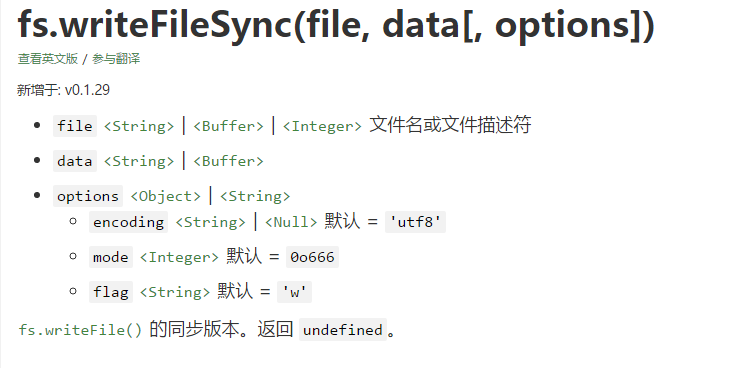 fs.writeFileSync(file, data[, options])
查看英文版 / 参与翻译
新增于: v0.1.29
file <String> | <Buffer> | <Integer> 文件名或文件描述符
data <String> | <Buffer>
options <Object> | <String>
encoding <String> | <Null> 默认 = 'utf8'
mode <Integer> 默认 = 0o666
flag <String> 默认 = 'w'
fs.writeFile() 的同步版本。返回 undefined。